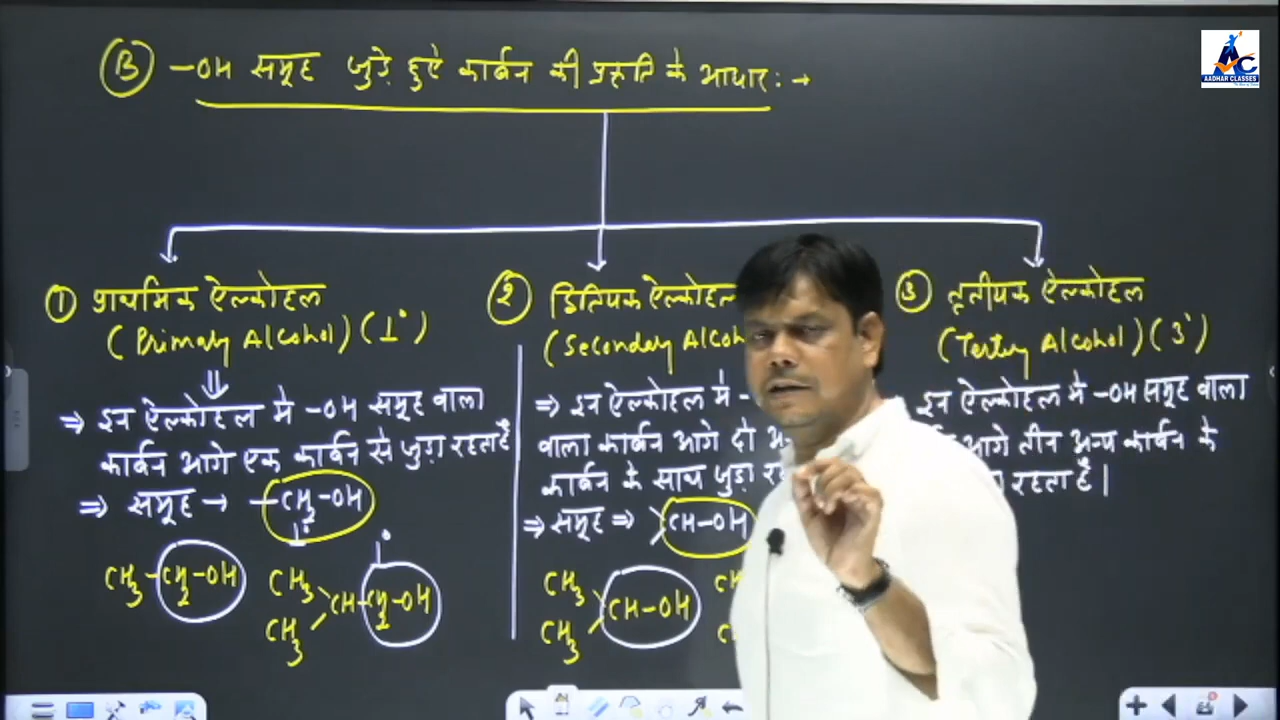 Ⓑ -OH समूह जुड़े हुए कार्बन की प्रकृति के आधार :→
AADHAR CLASSES
① प्राथमिक ऐल्कोहल
(Primary Alcohol) (1°)
⇒ इन ऐल्कोहल में -OH समूह वाला
कार्बन आगे एक कार्बन से जुड़ा रहता है
⇒ समूह → -CH2-OH
1°
CH3-CH2-OH
CH3
CH-CH2-OH
CH3
② द्वितियक ऐल्कोहल
(Secondary Alcoh
⇒ इन ऐल्कोहल में -
वाला कार्बन आगे दो
कार्बन के साथ जुड़ा
⇒ समूह ⇒ >CH-OH
CH3
CH-OH
CH3
③ तृतीयक ऐल्कोहल
(Tertiy Alcohol) (3°)
इन ऐल्कोहल में -OH समूह वाला
आगे तीन अन्य कार्बन के
रहता है।